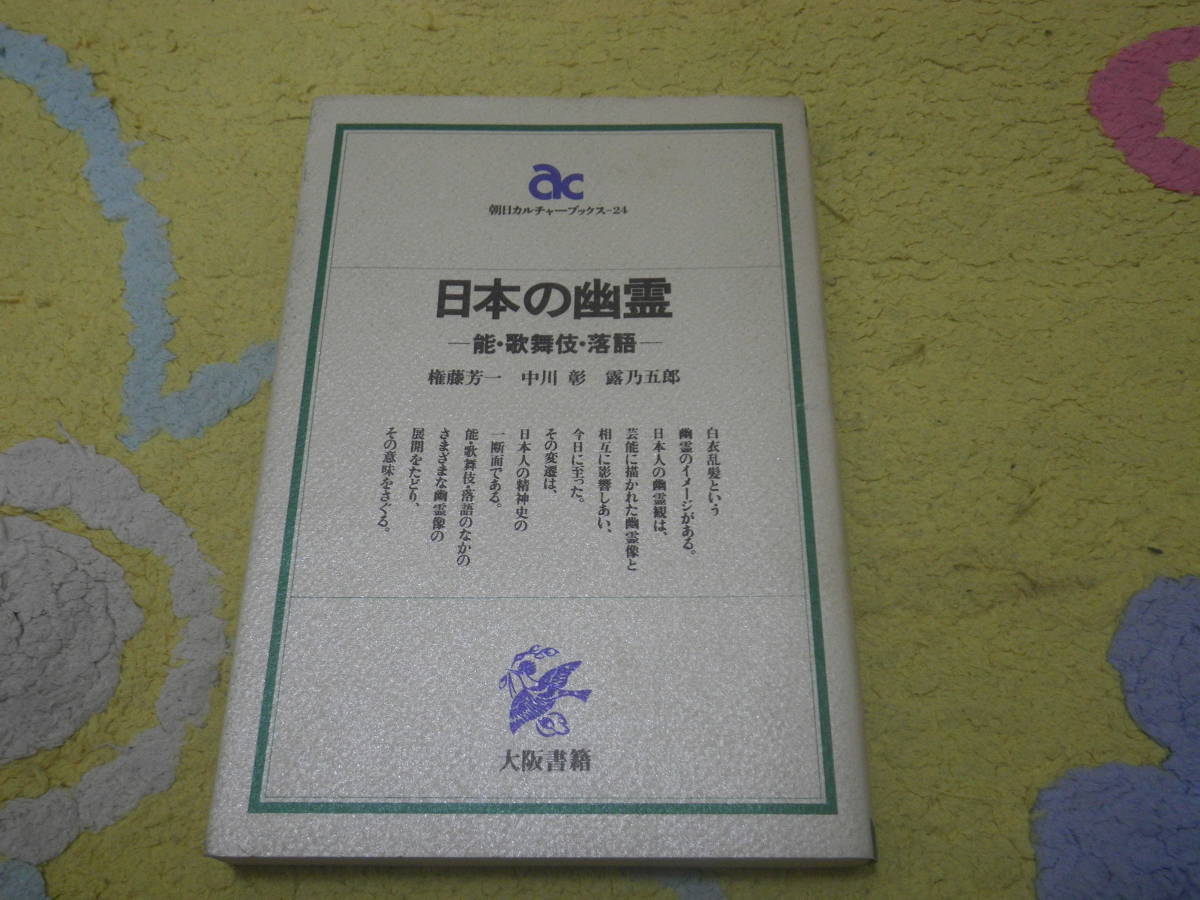 ac
朝日カルチャーブックス-24
日本の幽霊
―能・歌舞伎・落語―
権藤芳一 中川 彰 露乃五郎
白衣乱髪という
幽霊のイメージがある。
日本人の幽霊観は、
芸能に描かれた幽霊像と
相互に影響しあい、
今日に至った。
その変遷は、
日本人の精神史の
一断面である。
能・歌舞伎・落語のなかの
さまざまな幽霊像の
展開をたどり、
その意味をさぐる。
大阪書籍